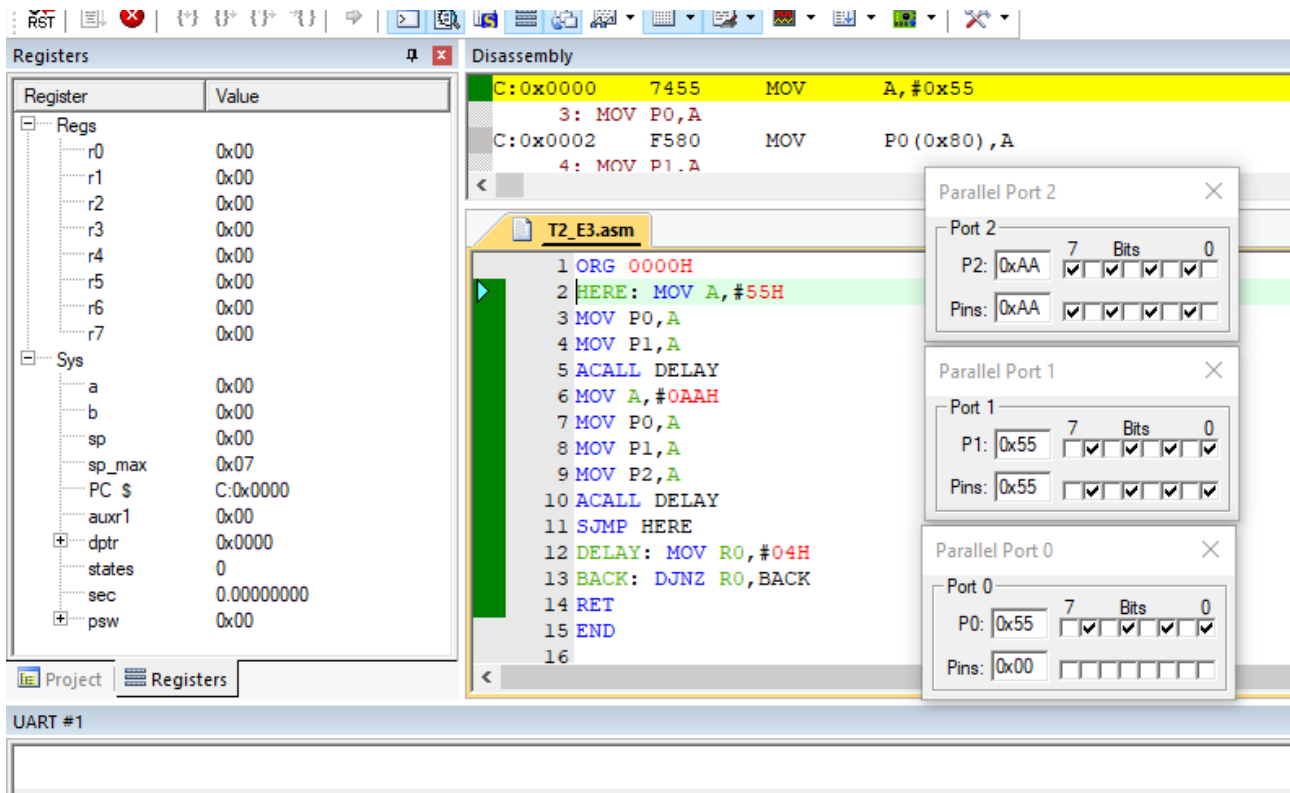 RST
Registers
Register Value
Regs
r0 0x00
r1 0x00
r2 0x00
r3 0x00
r4 0x00
r5 0x00
r6 0x00
r7 0x00
Sys
a 0x00
b 0x00
sp 0x00
sp_max 0x07
PC $ C:0x0000
auxr1 0x00
dptr 0x0000
states 0
sec 0.00000000
psw 0x00
Project Registers
Disassembly
C:0x0000 7455 MOV A,#0x55
3: MOV P0,A
C:0x0002 F580 MOV P0(0x80),A
4: MOV P1,A
T2_E3.asm
1 ORG 0000H
2 HERE: MOV A,#55H
3 MOV P0,A
4 MOV P1,A
5 ACALL DELAY
6 MOV A,#0AAH
7 MOV P0,A
8 MOV P1,A
9 MOV P2,A
10 ACALL DELAY
11 SJMP HERE
12 DELAY: MOV R0,#04H
13 BACK: DJNZ R0,BACK
14 RET
15 END
16
Parallel Port 2
Port 2
7 Bits 0
P2: 0xAA
Pins: 0xAA
Parallel Port 1
Port 1
7 Bits 0
P1: 0x55
Pins: 0x55
Parallel Port 0
Port 0
7 Bits 0
P0: 0x55
Pins: 0x00
UART #1